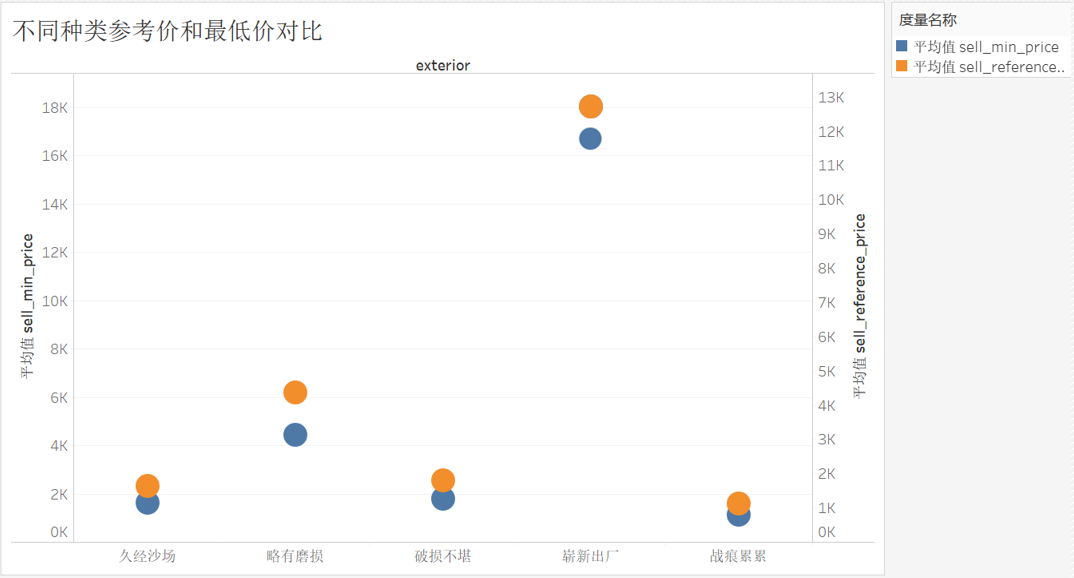 不同种类参考价和最低价对比
度量名称
平均值 sell_min_price
平均值 sell_reference..
exterior
18K
16K
14K
12K
10K
8K
6K
4K
2K
0K
平均值 sell_min_price
13K
12K
11K
10K
9K
8K
7K
6K
5K
4K
3K
2K
1K
0K
平均值 sell_reference_price
久经沙场
略有磨损
破损不堪
崭新出厂
战痕累累